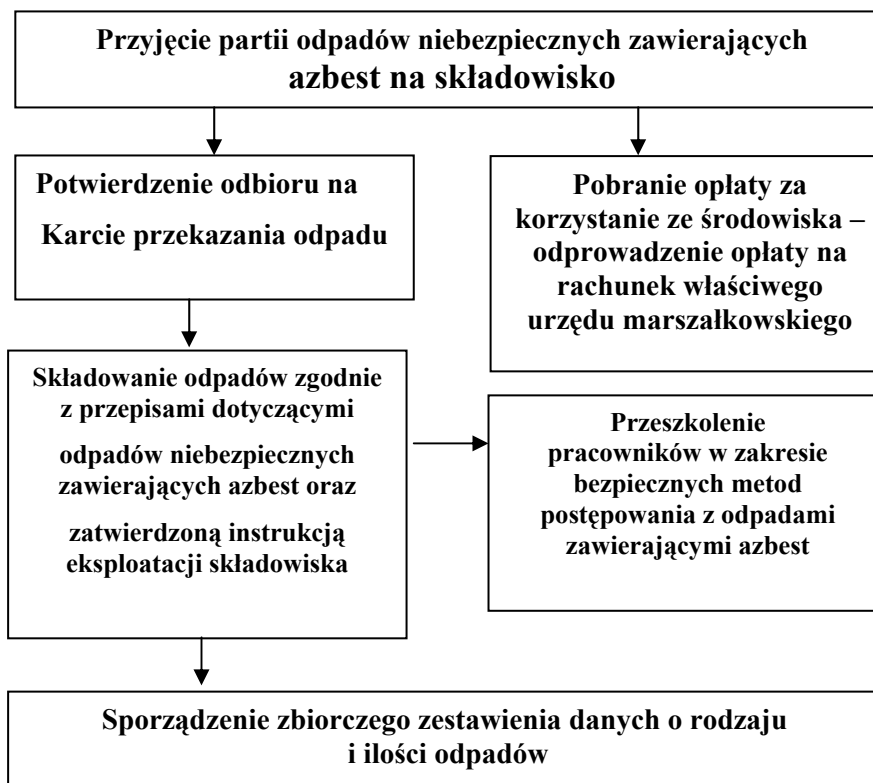 Przyjęcie partii odpadów niebezpiecznych zawierających
azbest na składowisko
Potwierdzenie odbioru na
Karcie przekazania odpadu
Pobranie opłaty za
korzystanie ze środowiska –
odprowadzenie opłaty na
rachunek właściwego
urzędu marszałkowskiego
Składowanie odpadów zgodnie
z przepisami dotyczącymi
odpadów niebezpiecznych
zawierających azbest oraz
zatwierdzoną instrukcją
eksploatacji składowiska
Przeszkolenie
pracowników w zakresie
bezpiecznych metod
postępowania z odpadami
zawierającymi azbest
Sporządzenie zbiorczego zestawienia danych o rodzaju
i ilości odpadów